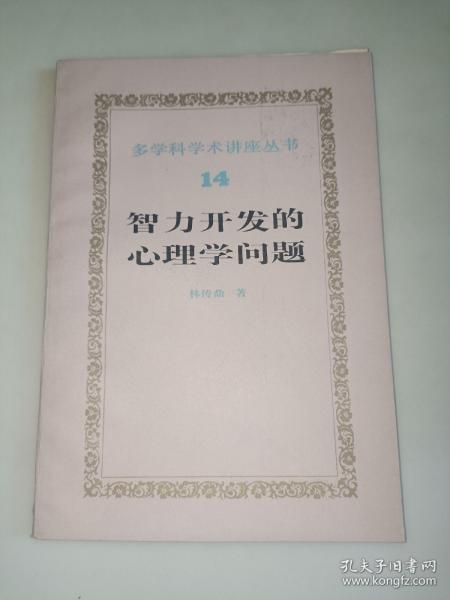 多学科学术讲座丛书
14
智力开发的
心理学问题
林传鼎 著
孔夫子旧书网
www.kongfz.com